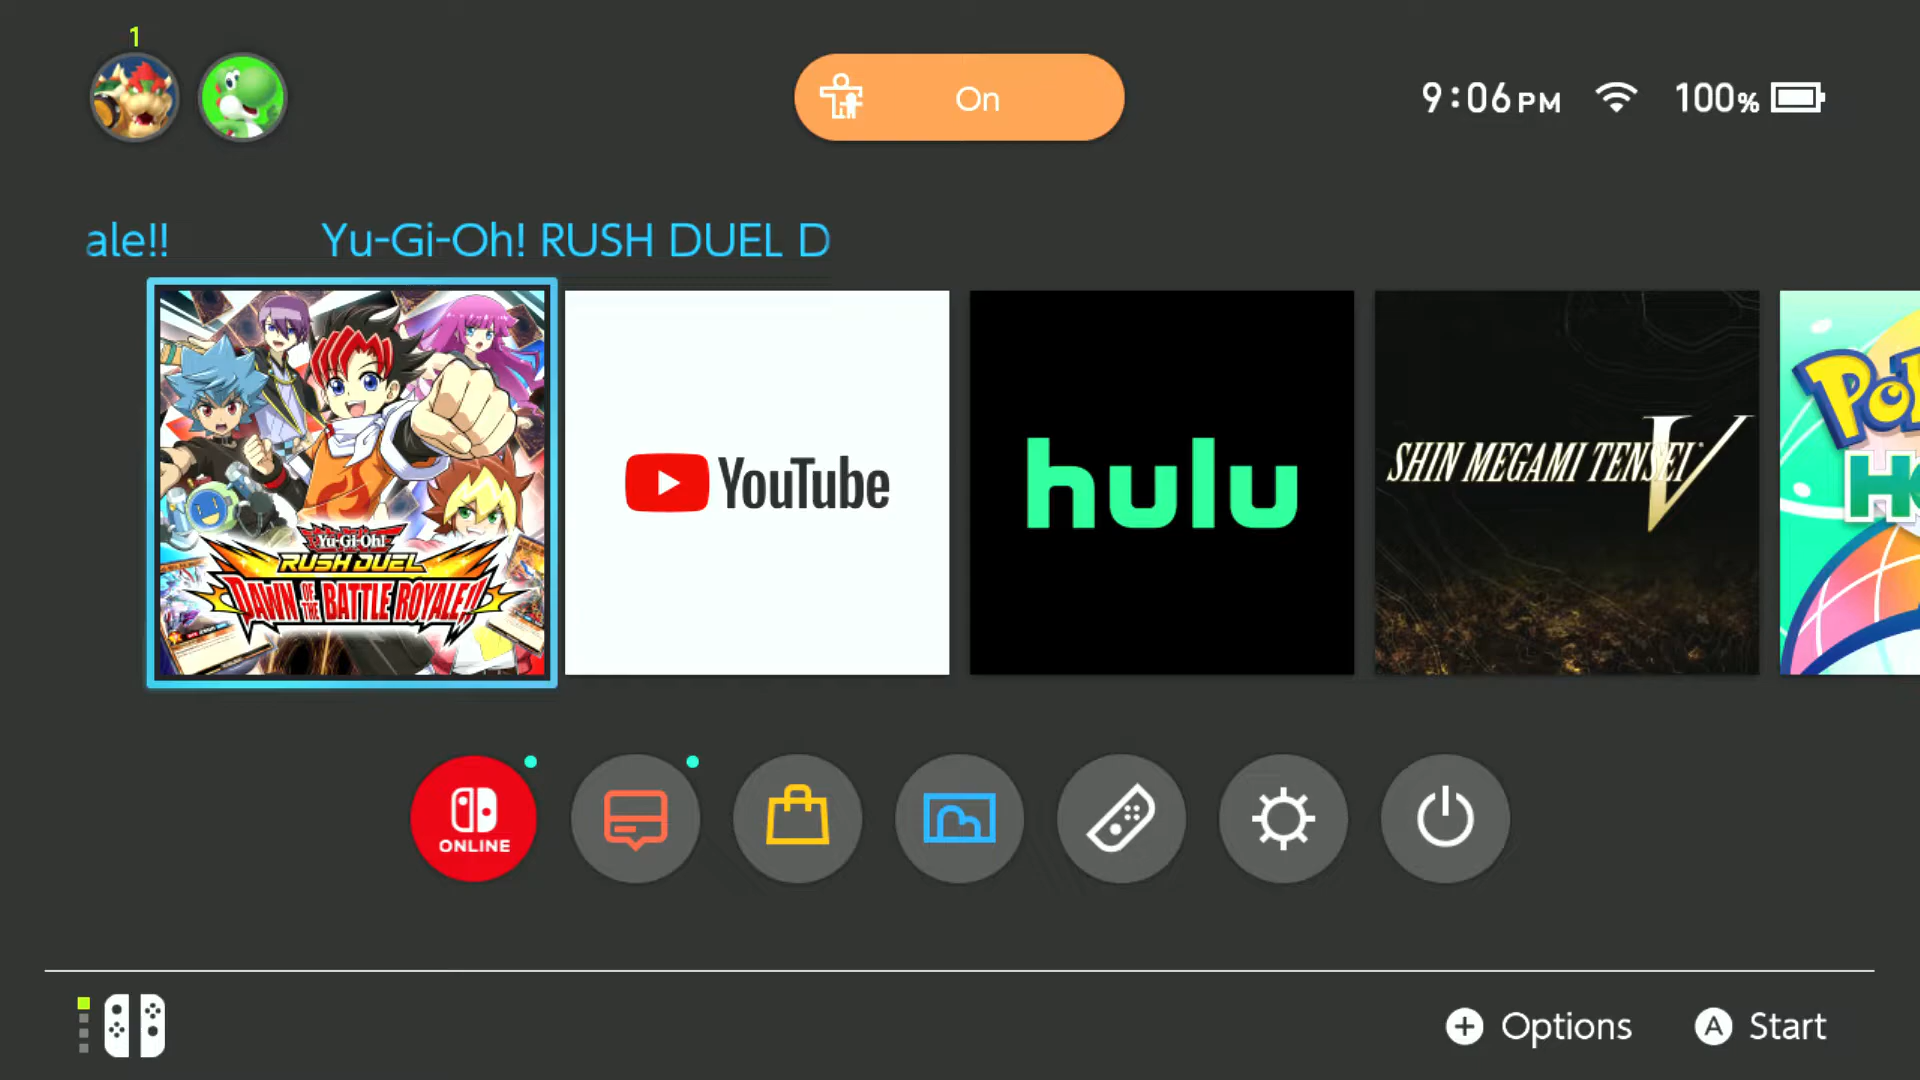 1
On
9:06 PM
100%
ale!! Yu-Gi-Oh! RUSH DUEL D
Yu-Gi-Oh!
RUSH DUEL
DAWN OF THE BATTLE ROYALE!!
YouTube
hulu
SHIN MEGAMI TENSEI V
ONLINE
+ Options
A Start